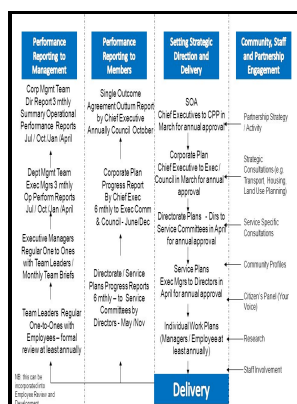 Performance
Reporting to
Management
Corp Mgmt Team
Dir Report 3 mthly
Summary Operational
Performance Reports
Jul / Oct /Jan /April
Dept Mgmt Team
Exec Mgrs 3 mthly
Op Perform Reports
Jul / Oct /Jan /April
Executive Managers
Regular One to Ones
with Team Leaders /
Monthly Team Briefs
Team Leaders Regular
One-to-Ones with
Employees – formal
review at least annually
NB this can be
incorporated into
Employee Review and
Development
Performance
Reporting to
Members
Single Outcome
Agreement Outturn Report
by Chief Executive
Annually Council October
Corporate Plan
Progress Report
By Chief Exec
6 mthly to Exec Comm
& Council - June/Dec
Directorate / Service
Plans Progress Reports
6 mthly – to Service
Committees by
Directors - May /Nov
Setting Strategic
Direction and
Delivery
SOA
Chief Executives to CPP in
March for annual approval
Corporate Plan
Chief Executive to Exec /
Council in March for annual
approval
Directorate Plans - Dirs to
Service Committees in April
for annual approval
Service Plans
Exec Mgrs to Directors in
April for annual approval
Individual Work Plans
(Managers / Employee at
least annually)
Delivery
Community, Staff
and Partnership
Engagement
Partnership Strategy
/ Activity
Strategic
Consultations (e.g.
Transport, Housing,
Land Use Planning)
Service Specific
Consultations
Community Profiles
Citizen's Panel (Your
Voice)
Research
Staff Involvement